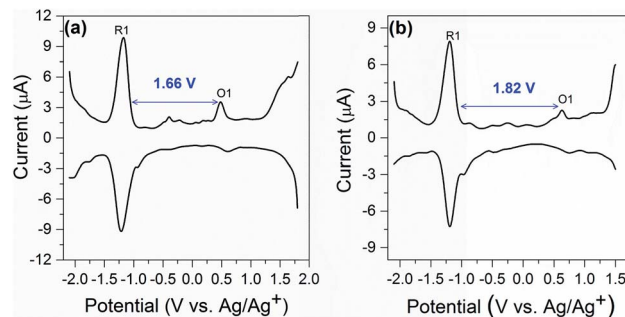 (a)
R1
1.66 V
O1
12
9
6
3
0
-3
-6
-9
-12
Current (μA)
-2.0 -1.5 -1.0 -0.5 0.0 0.5 1.0 1.5 2.0
Potential (V vs. Ag/Ag+)
(b)
R1
1.82 V
O1
9
6
3
0
-3
-6
-9
Current (μA)
-2.0 -1.5 -1.0 -0.5 0.0 0.5 1.0 1.5
Potential (V vs. Ag/Ag+)